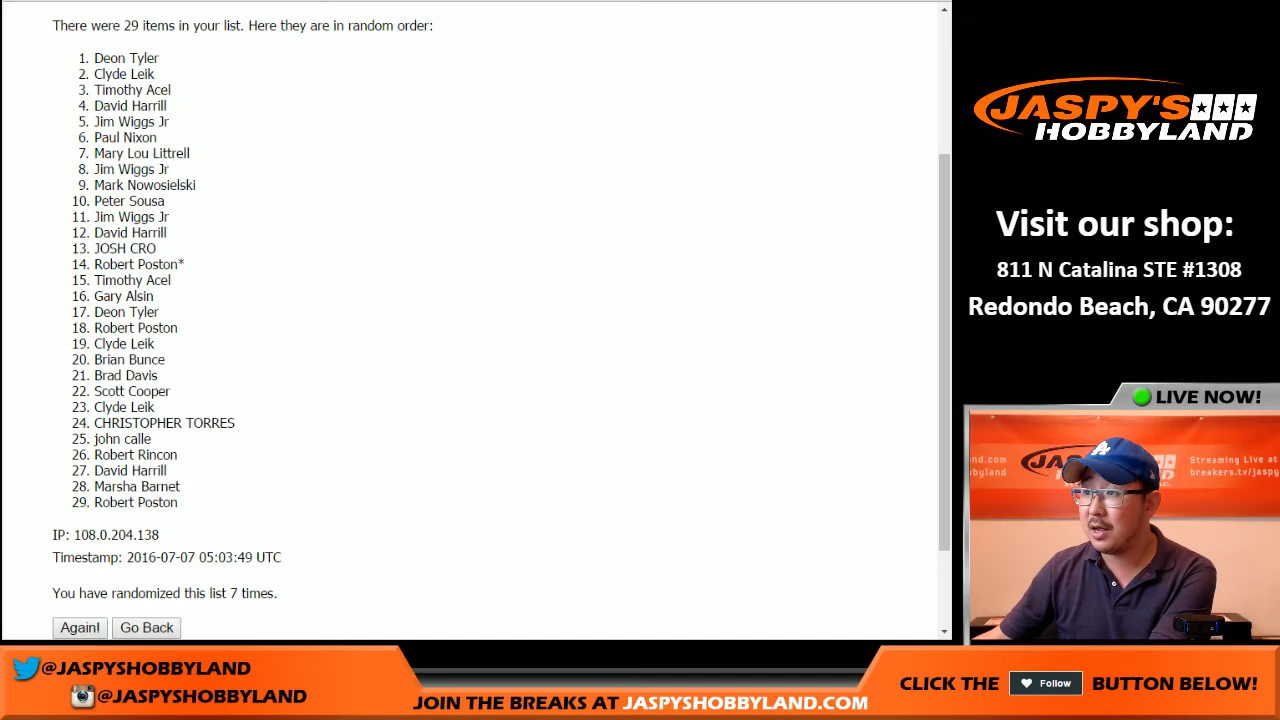 There were 29 items in your list. Here they are in random order:
1. Deon Tyler
2. Clyde Leik
3. Timothy Acel
4. David Harrill
5. Jim Wiggs Jr
6. Paul Nixon
7. Mary Lou Littrell
8. Jim Wiggs Jr
9. Mark Nowosielski
10. Peter Sousa
11. Jim Wiggs Jr
12. David Harrill
13. JOSH CRO
14. Robert Poston*
15. Timothy Acel
16. Gary Alsin
17. Deon Tyler
18. Robert Poston
19. Clyde Leik
20. Brian Bunce
21. Brad Davis
22. Scott Cooper
23. Clyde Leik
24. CHRISTOPHER TORRES
25. john calle
26. Robert Rincon
27. David Harrill
28. Marsha Barnet
29. Robert Poston
IP: 108.0.204.138
Timestamp: 2016-07-07 05:03:49 UTC
You have randomized this list 7 times.
Again! Go Back
JASPY'S
HOBBYLAND
Visit our shop:
811 N Catalina STE #1308
Redondo Beach, CA 90277
LIVE NOW!
nd.com
byland
Streaming Live at
breakers.tv/jaspy
@JASPYSHOBBYLAND
@JASPYSHOBBYLAND
JOIN THE BREAKS AT JASPYSHOBBYLAND.COM
CLICK THE Follow BUTTON BELOW!